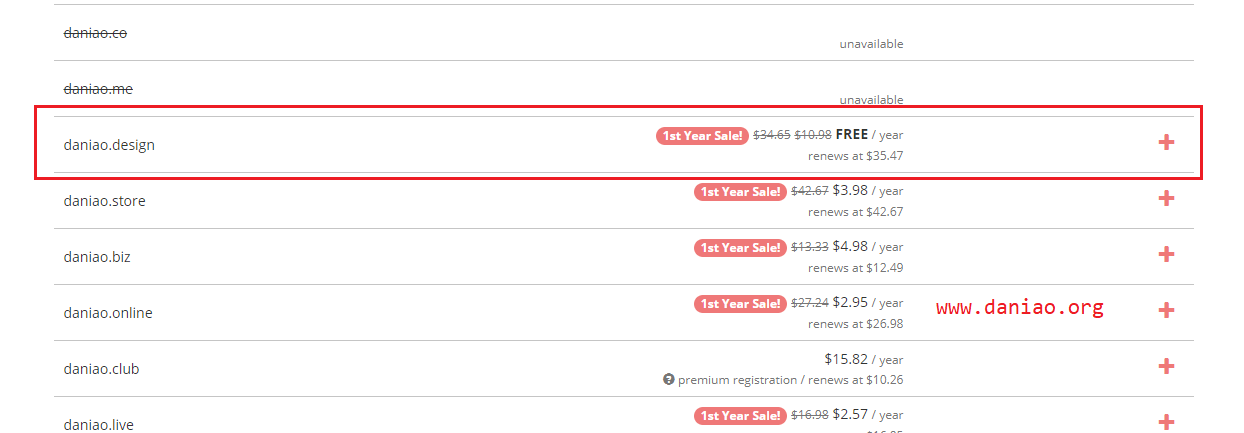 daniao.co
unavailable
daniao.me
unavailable
daniao.design
1st Year Sale! $34.65 $10.98 FREE / year
renews at $35.47
daniao.store
1st Year Sale! $42.67 $3.98 / year
renews at $42.67
daniao.biz
1st Year Sale! $13.33 $4.98 / year
renews at $12.49
daniao.online
1st Year Sale! $27.24 $2.95 / year
renews at $26.98
www.daniao.org
daniao.club
$15.82 / year
premium registration / renews at $10.26
daniao.live
1st Year Sale! $16.98 $2.57 / year